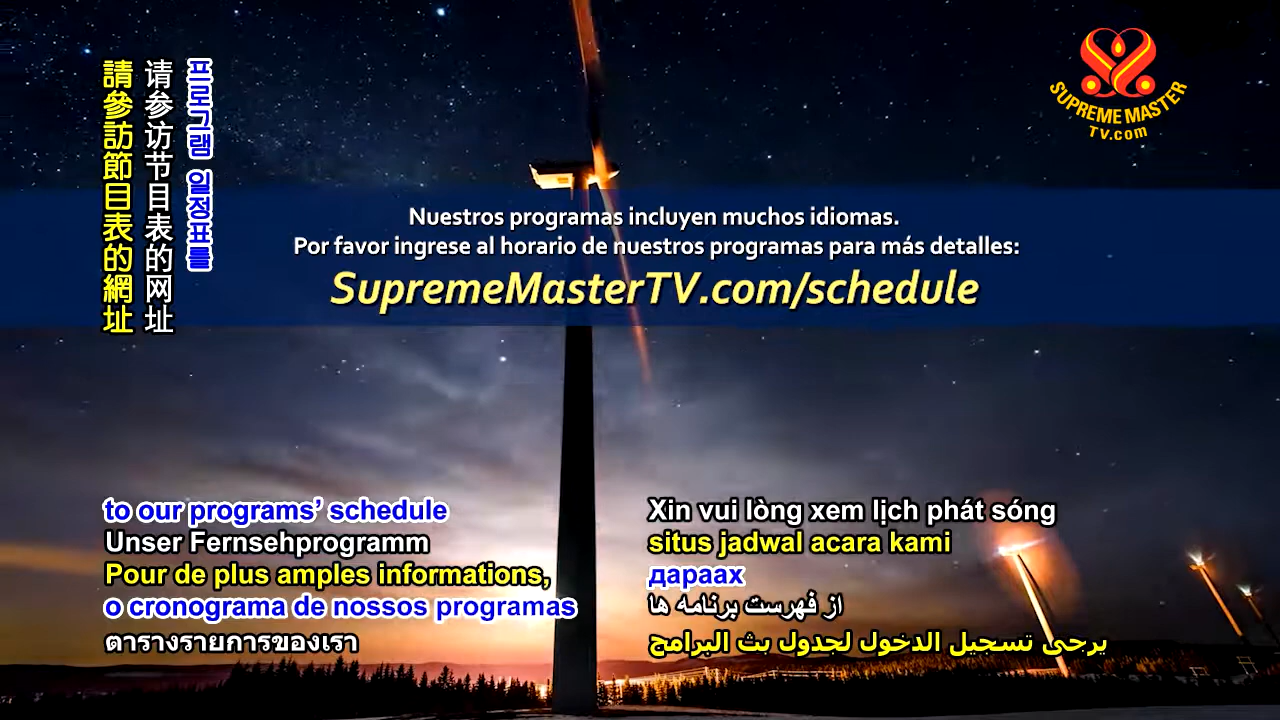 請參訪節目表的網址
请参访节目表的网址
프로그램 일정표를
SUPREME MASTER
TV.com
Nuestros programas incluyen muchos idiomas.
Por favor ingrese al horario de nuestros programas para más detalles:
SupremeMasterTV.com/schedule
to our programs’ schedule
Unser Fernsehprogramm
Pour de plus amples informations,
o cronograma de nossos programas
ตารางรายการของเรา
Xin vui lòng xem lịch phát sóng
situs jadwal acara kami
дараах
از فهرست برنامه ها
يرجى تسجيل الدخول لجدول بث البرامج